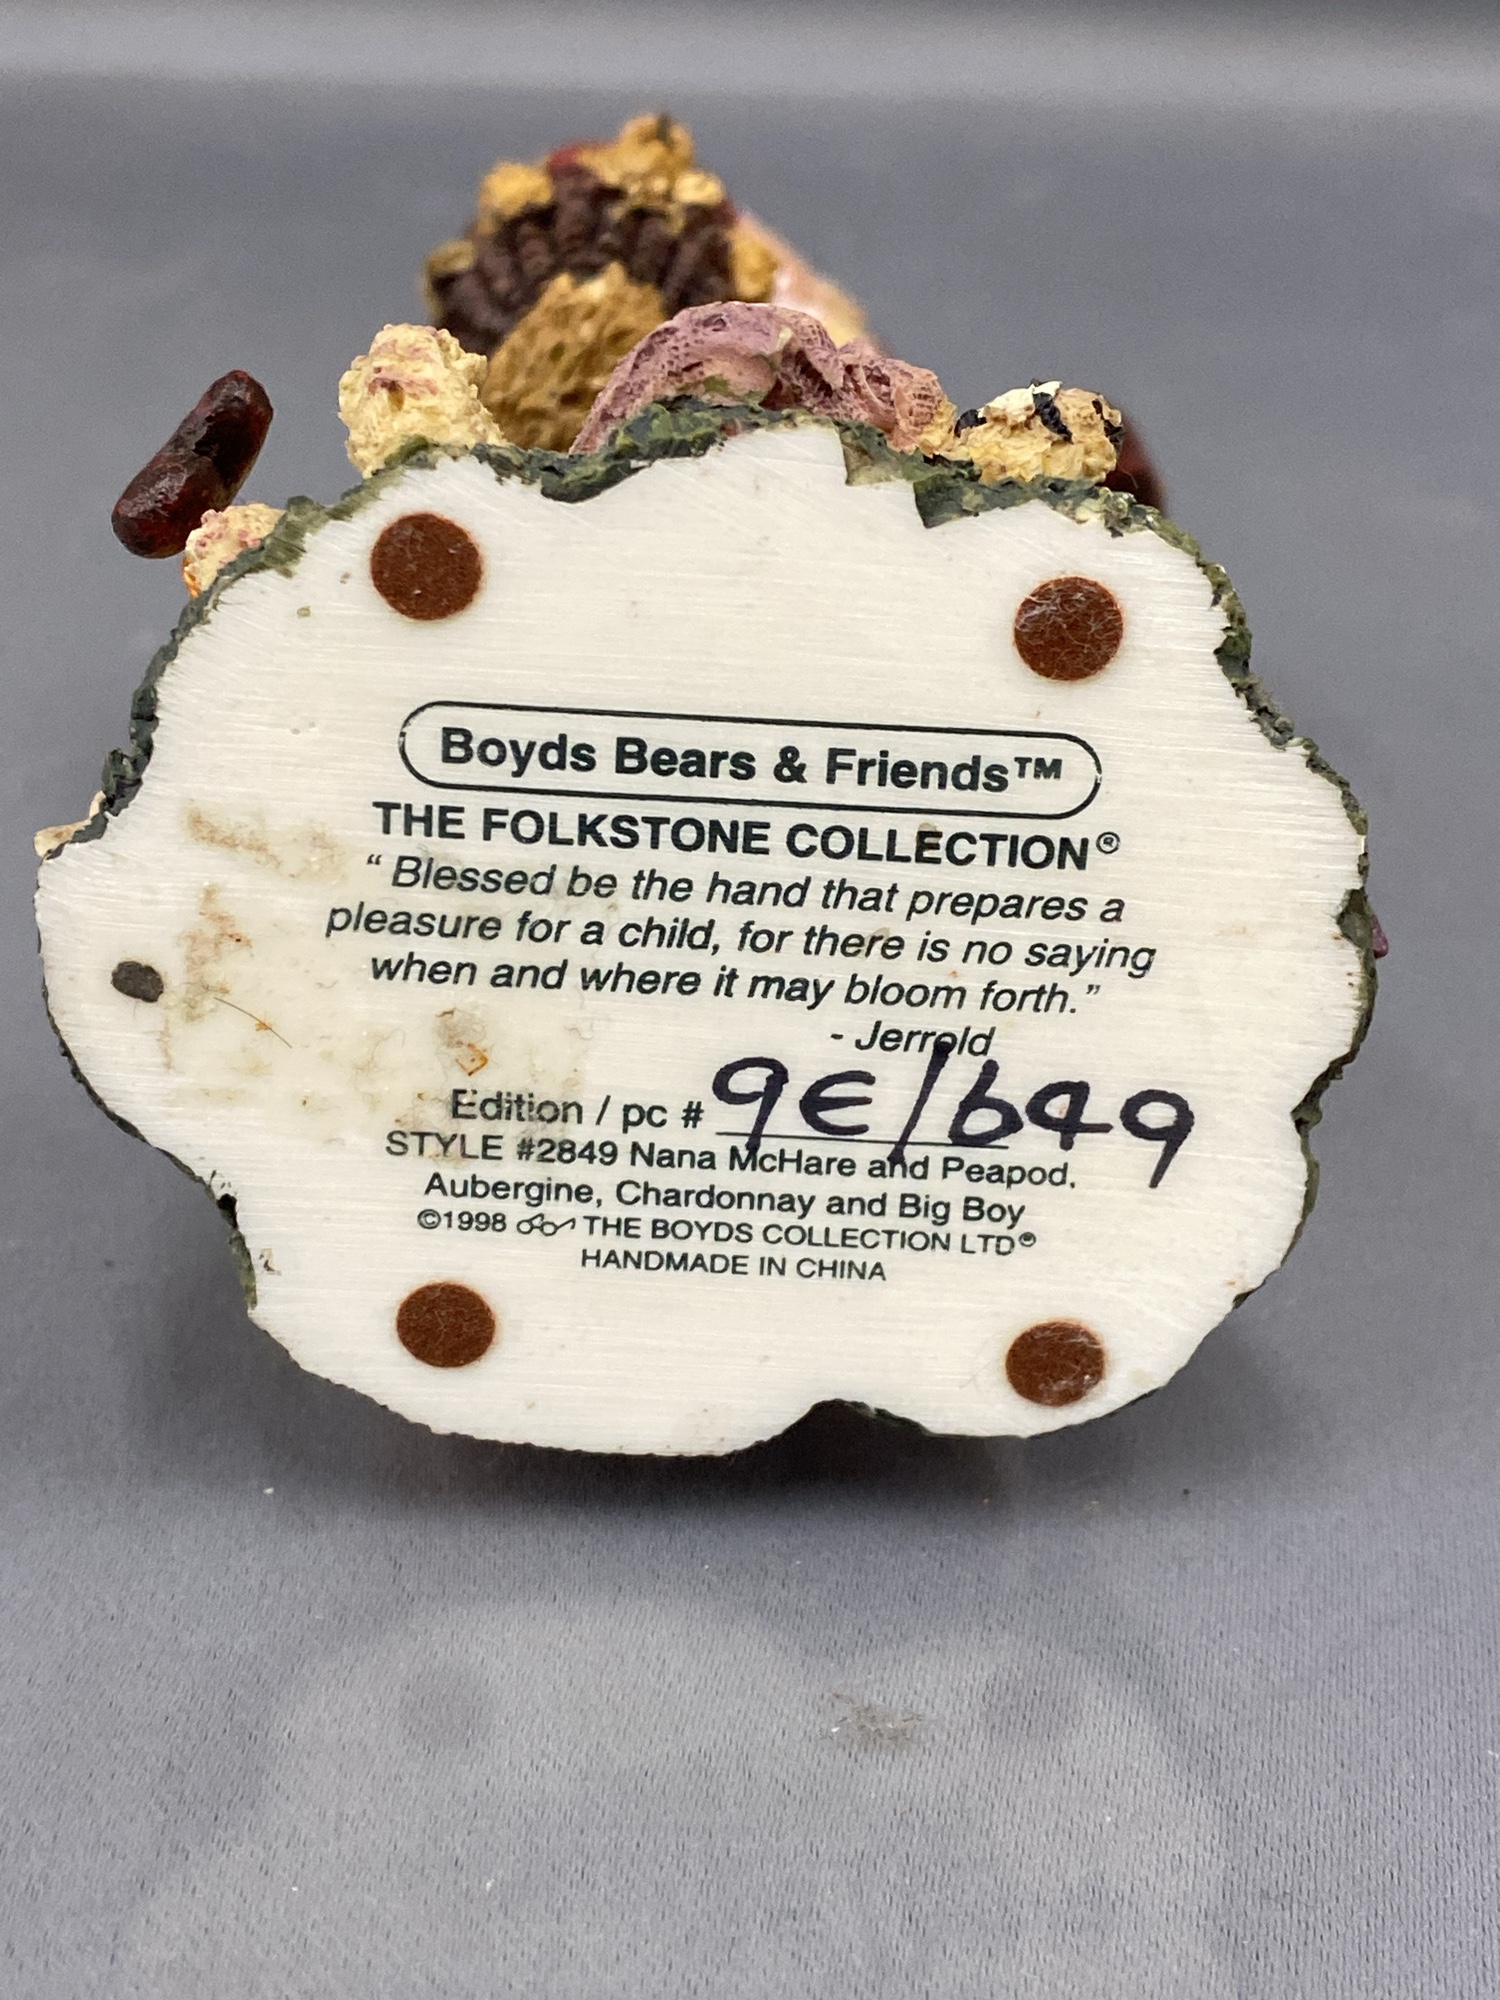 Boyds Bears & Friends™
THE FOLKSTONE COLLECTION®
“ Blessed be the hand that prepares a
pleasure for a child, for there is no saying
when and where it may bloom forth.”
- Jerrold
Edition / pc # 9E/649
STYLE #2849 Nana McHare and Peapod,
Aubergine, Chardonnay and Big Boy
©1998 THE BOYDS COLLECTION LTD®
HANDMADE IN CHINA